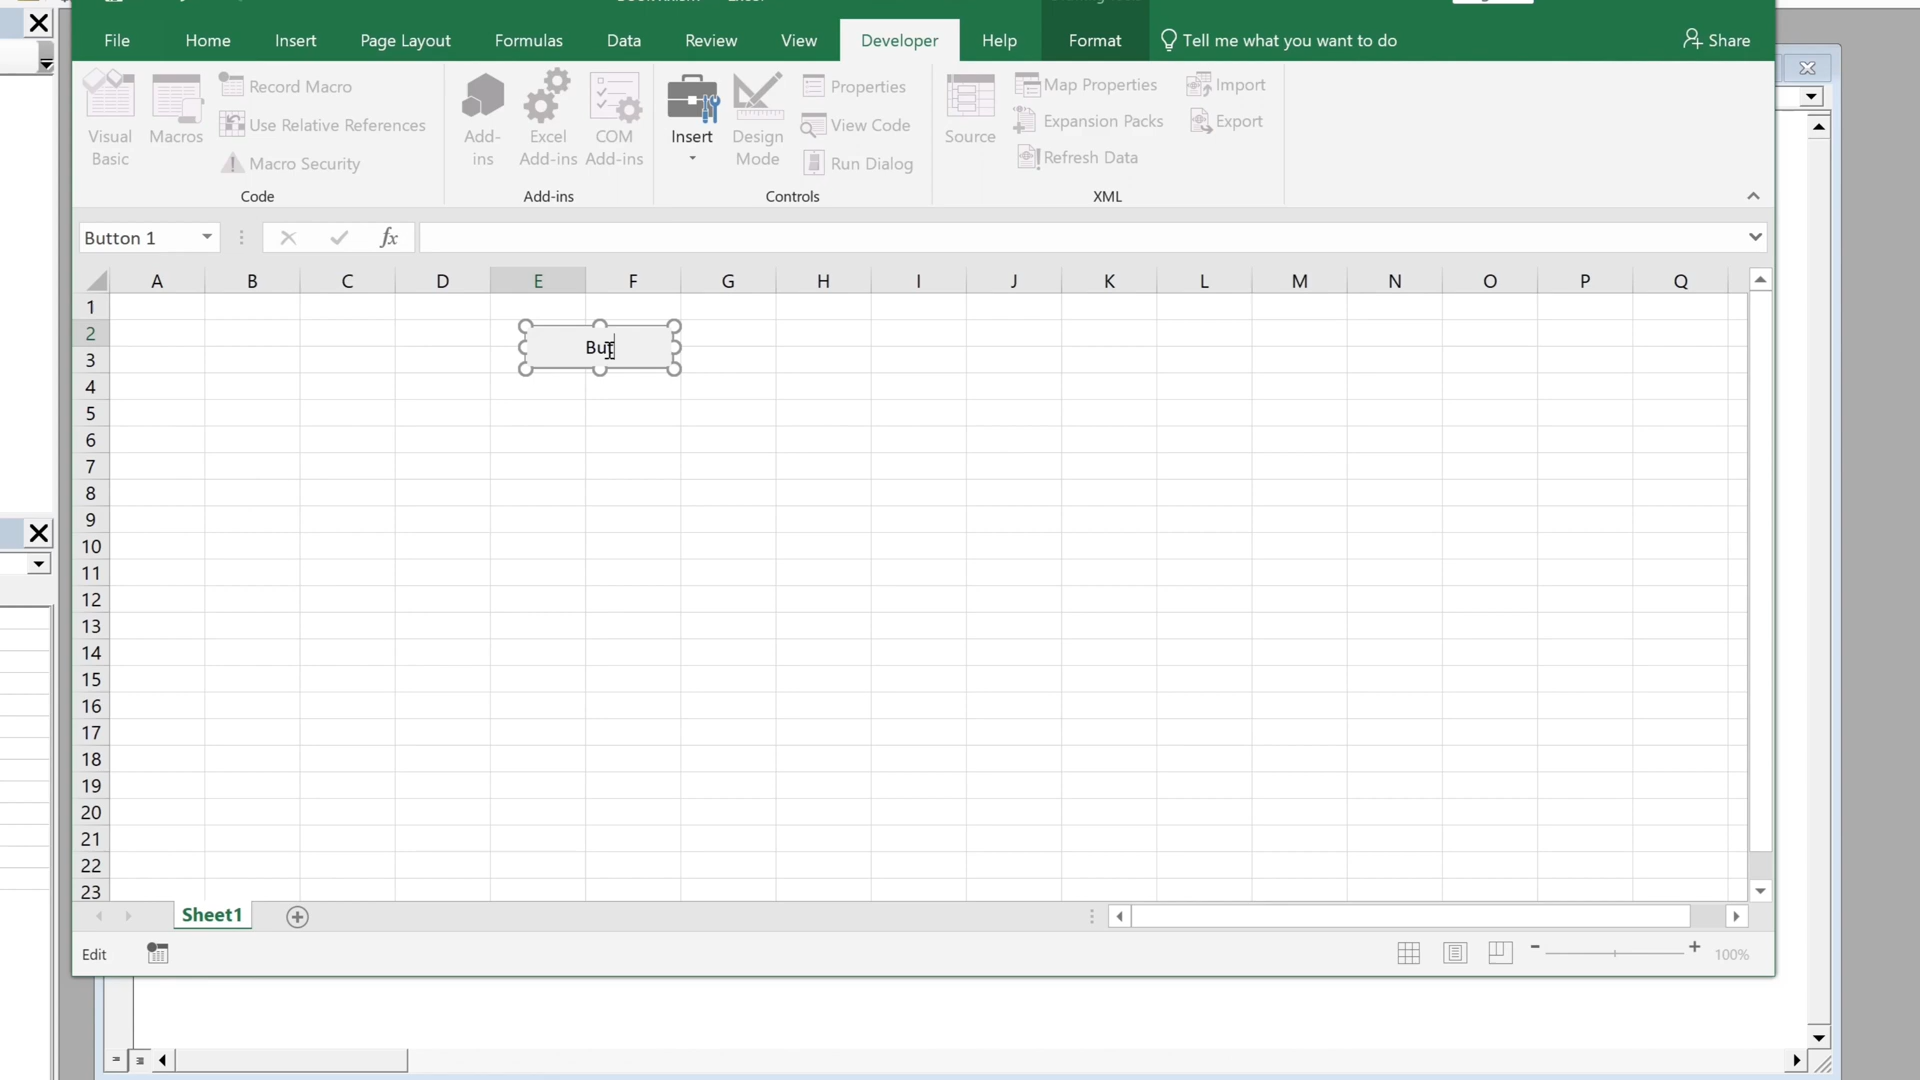 File Home Insert Page Layout Formulas Data Review View Developer Help Format Tell me what you want to do Share
Visual Basic
Macros
Record Macro
Use Relative References
Macro Security
Code
Add-ins
Excel Add-ins
COM Add-ins
Add-ins
Insert
Design Mode
Properties
View Code
Run Dialog
Controls
Source
Map Properties
Expansion Packs
Refresh Data
Import
Export
XML
Button 1
fx
A B C D E F G H I J K L M N O P Q
1
2
But
3
4
5
6
7
8
9
10
11
12
13
14
15
16
17
18
19
20
21
22
23
Sheet1
Edit
100%